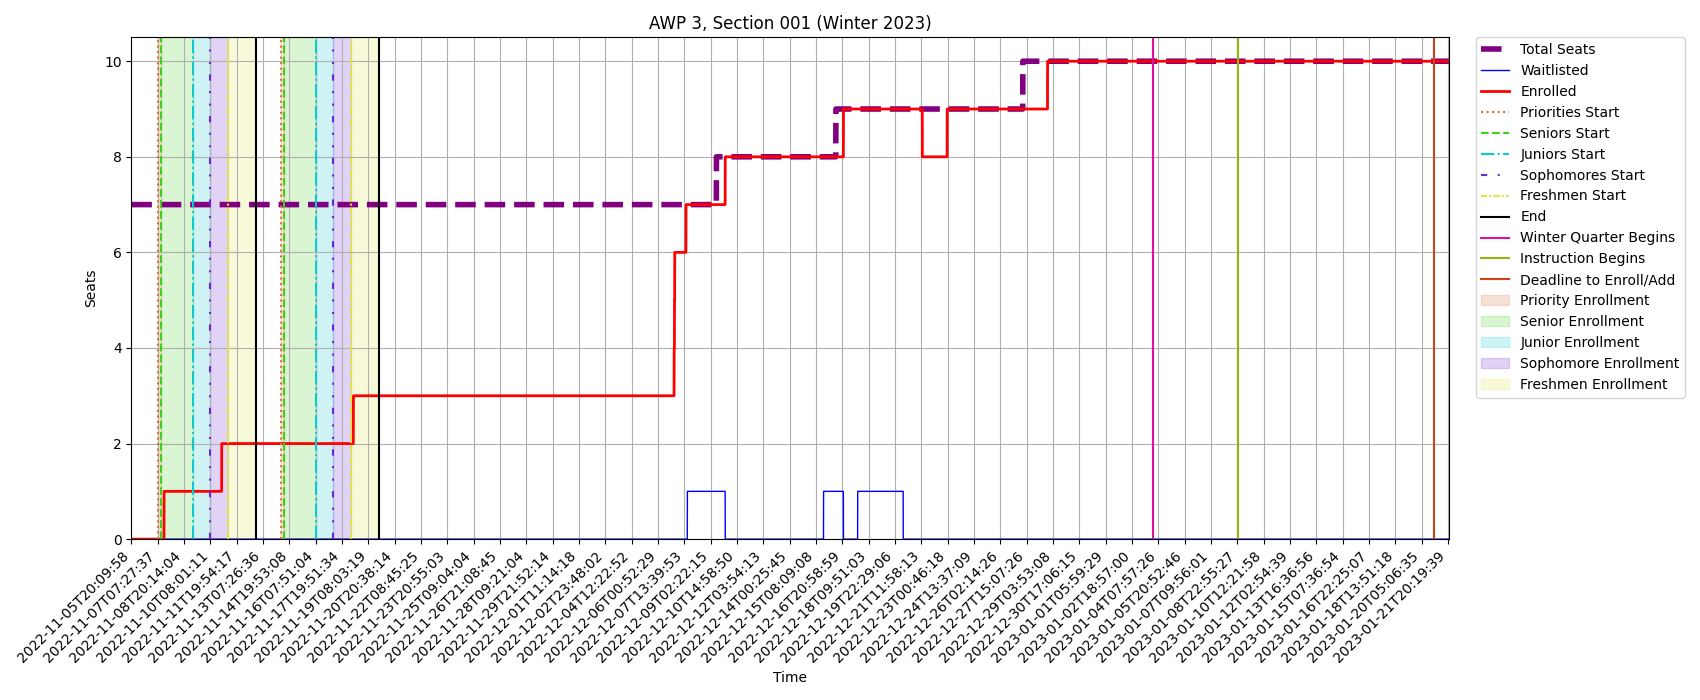 AWP 3, Section 001 (Winter 2023)
Seats
10
8
6
4
2
0
2022-11-05T20:09:58
2022-11-07T07:27:37
2022-11-08T20:14:04
2022-11-10T08:01:11
2022-11-11T19:54:17
2022-11-13T07:26:36
2022-11-14T19:53:08
2022-11-16T07:51:04
2022-11-17T19:51:34
2022-11-19T08:03:19
2022-11-20T20:38:14
2022-11-22T08:45:25
2022-11-23T20:55:03
2022-11-25T09:04:04
2022-11-26T21:08:45
2022-11-28T09:21:04
2022-11-29T21:52:14
2022-12-01T11:14:18
2022-12-02T23:48:02
2022-12-04T12:22:52
2022-12-06T00:52:29
2022-12-07T13:39:53
2022-12-09T02:22:15
2022-12-10T14:58:50
2022-12-12T03:54:13
2022-12-14T00:25:45
2022-12-15T08:09:08
2022-12-16T20:58:59
2022-12-18T09:51:03
2022-12-19T22:29:06
2022-12-21T11:58:13
2022-12-23T00:46:18
2022-12-24T13:37:09
2022-12-26T02:14:26
2022-12-27T15:07:26
2022-12-29T03:53:08
2022-12-30T17:06:15
2023-01-01T05:59:29
2023-01-02T18:57:00
2023-01-04T07:57:26
2023-01-05T20:52:46
2023-01-07T09:56:01
2023-01-08T22:55:27
2023-01-10T12:21:58
2023-01-12T02:54:39
2023-01-13T16:36:56
2023-01-15T07:36:54
2023-01-16T22:25:07
2023-01-18T13:51:18
2023-01-20T05:06:35
2023-01-21T20:19:39
Time
Total Seats
Waitlisted
Enrolled
Priorities Start
Seniors Start
Juniors Start
Sophomores Start
Freshmen Start
End
Winter Quarter Begins
Instruction Begins
Deadline to Enroll/Add
Priority Enrollment
Senior Enrollment
Junior Enrollment
Sophomore Enrollment
Freshmen Enrollment